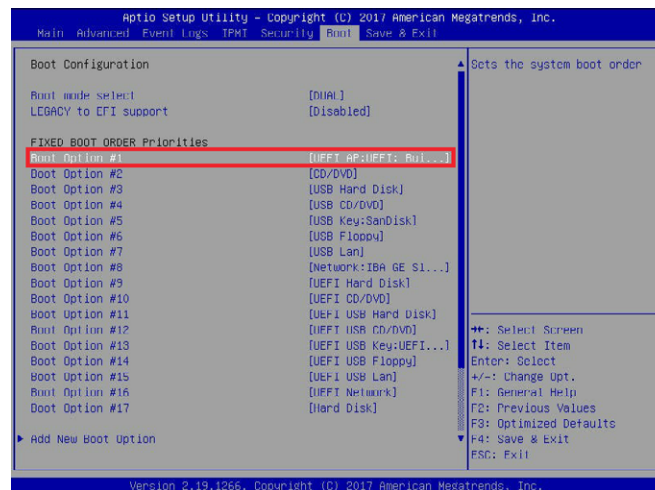 Aptio Setup Utility – Copyright (C) 2017 American Megatrends, Inc.
Main Advanced Event Logs IPMI Security Boot Save & Exit
Boot Configuration
Sets the system boot order
Boot mode select [DUAL]
LEGACY to EFI support [Disabled]
FIXED BOOT ORDER Priorities
Boot Option #1 [UEFI AP:UEFI: Bui...]
Boot Option #2 [CD/DVD]
Boot Option #3 [USB Hard Disk]
Boot Option #4 [USB CD/DVD]
Boot Option #5 [USB Key:SanDisk]
Boot Option #6 [USB Floppy]
Boot Option #7 [USB Lan]
Boot Option #8 [Network:IBA GE Sl...]
Boot Option #9 [UEFI Hard Disk]
Boot Option #10 [UEFI CD/DVD]
Boot Option #11 [UEFI USB Hard Disk]
Boot Option #12 [UEFI USB CD/DVD]
Boot Option #13 [UEFI USB Key:UEFI...]
Boot Option #14 [UEFI USB Floppy]
Boot Option #15 [UEFI USB Lan]
Boot Option #16 [UEFI Network]
Boot Option #17 [Hard Disk]
Add New Boot Option
→←: Select Screen
↑↓: Select Item
Enter: Select
+/-: Change Opt.
F1: General Help
F2: Previous Values
F3: Optimized Defaults
F4: Save & Exit
ESC: Exit
Version 2.19.1266. Copyright (C) 2017 American Megatrends, Inc.